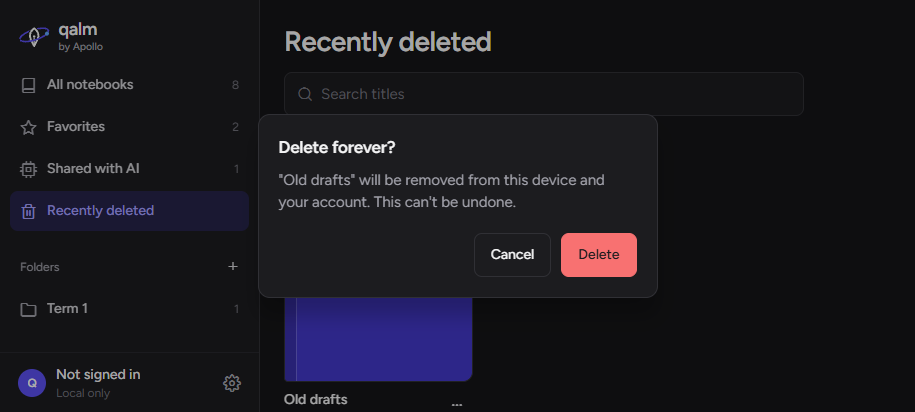 qalm
by Apollo
All notebooks 8
Favorites 2
Shared with AI 1
Recently deleted
Folders +
Term 1 1
Q
Not signed in
Local only
Recently deleted
Search titles
Delete forever?
"Old drafts" will be removed from this device and
your account. This can't be undone.
Cancel Delete
Old drafts ...